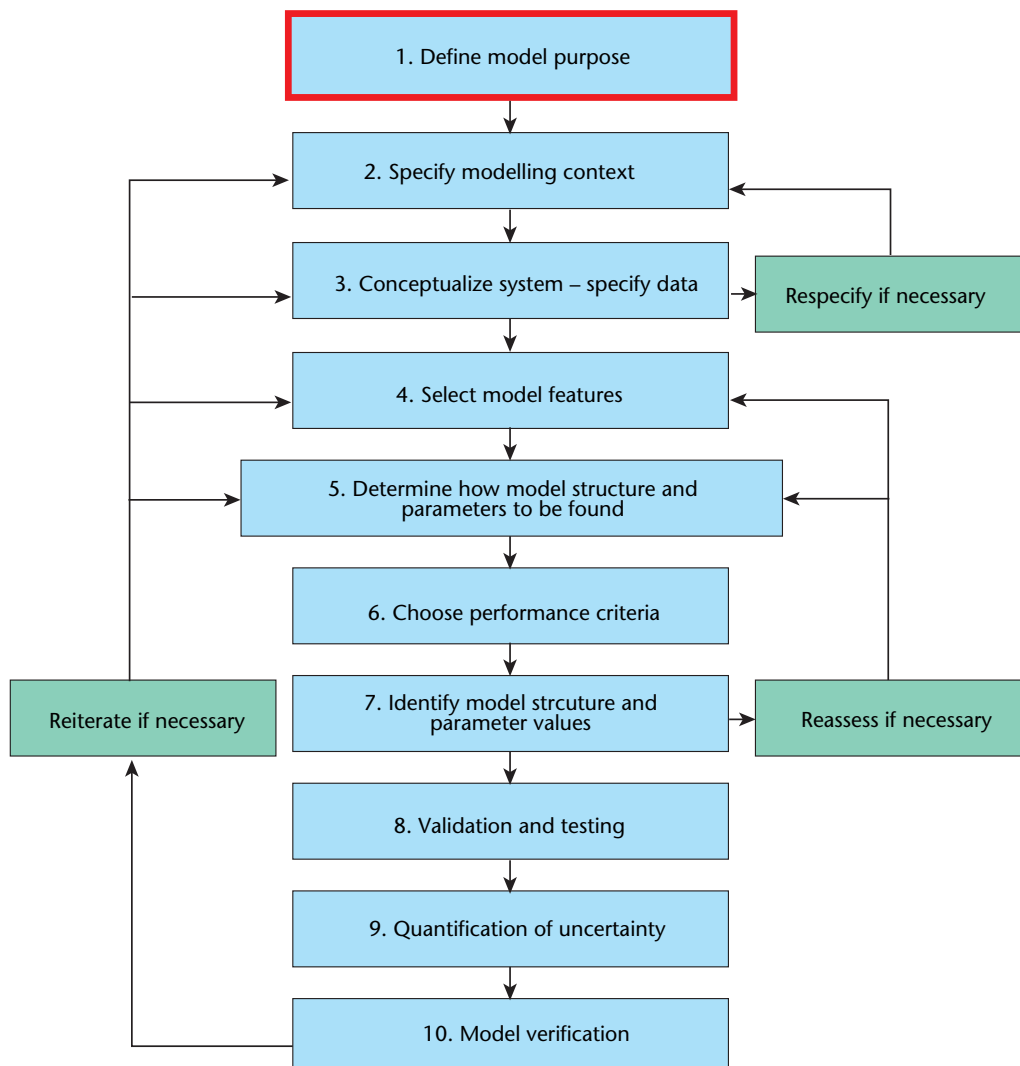 1. Define model purpose
2. Specify modelling context
3. Conceptualize system – specify data
Respecify if necessary
4. Select model features
5. Determine how model structure and
parameters to be found
6. Choose performance criteria
7. Identify model strcuture and
parameter values
Reiterate if necessary
Reassess if necessary
8. Validation and testing
9. Quantification of uncertainty
10. Model verification